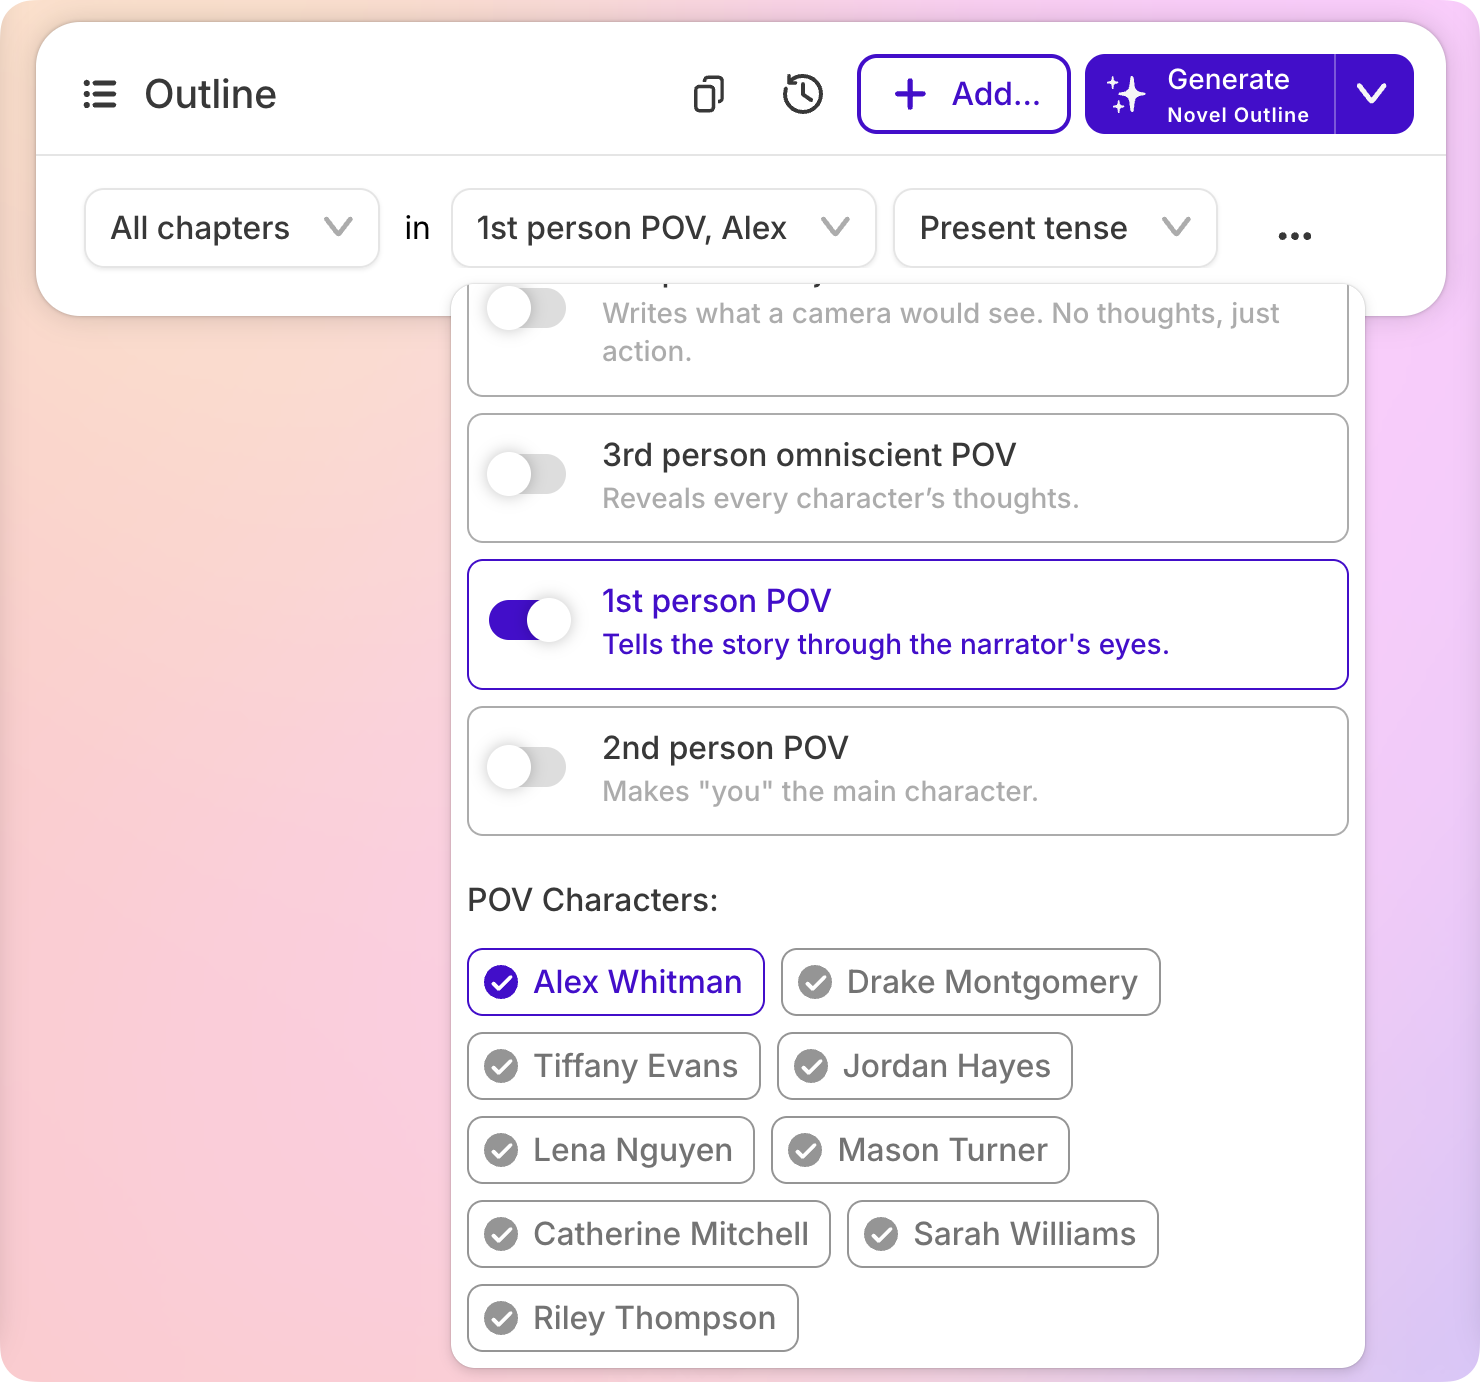 Outline
Add...
Generate
Novel Outline
All chapters
in
1st person POV, Alex
Present tense
...
Writes what a camera would see. No thoughts, just
action.
3rd person omniscient POV
Reveals every character’s thoughts.
1st person POV
Tells the story through the narrator's eyes.
2nd person POV
Makes "you" the main character.
POV Characters:
Alex Whitman
Drake Montgomery
Tiffany Evans
Jordan Hayes
Lena Nguyen
Mason Turner
Catherine Mitchell
Sarah Williams
Riley Thompson